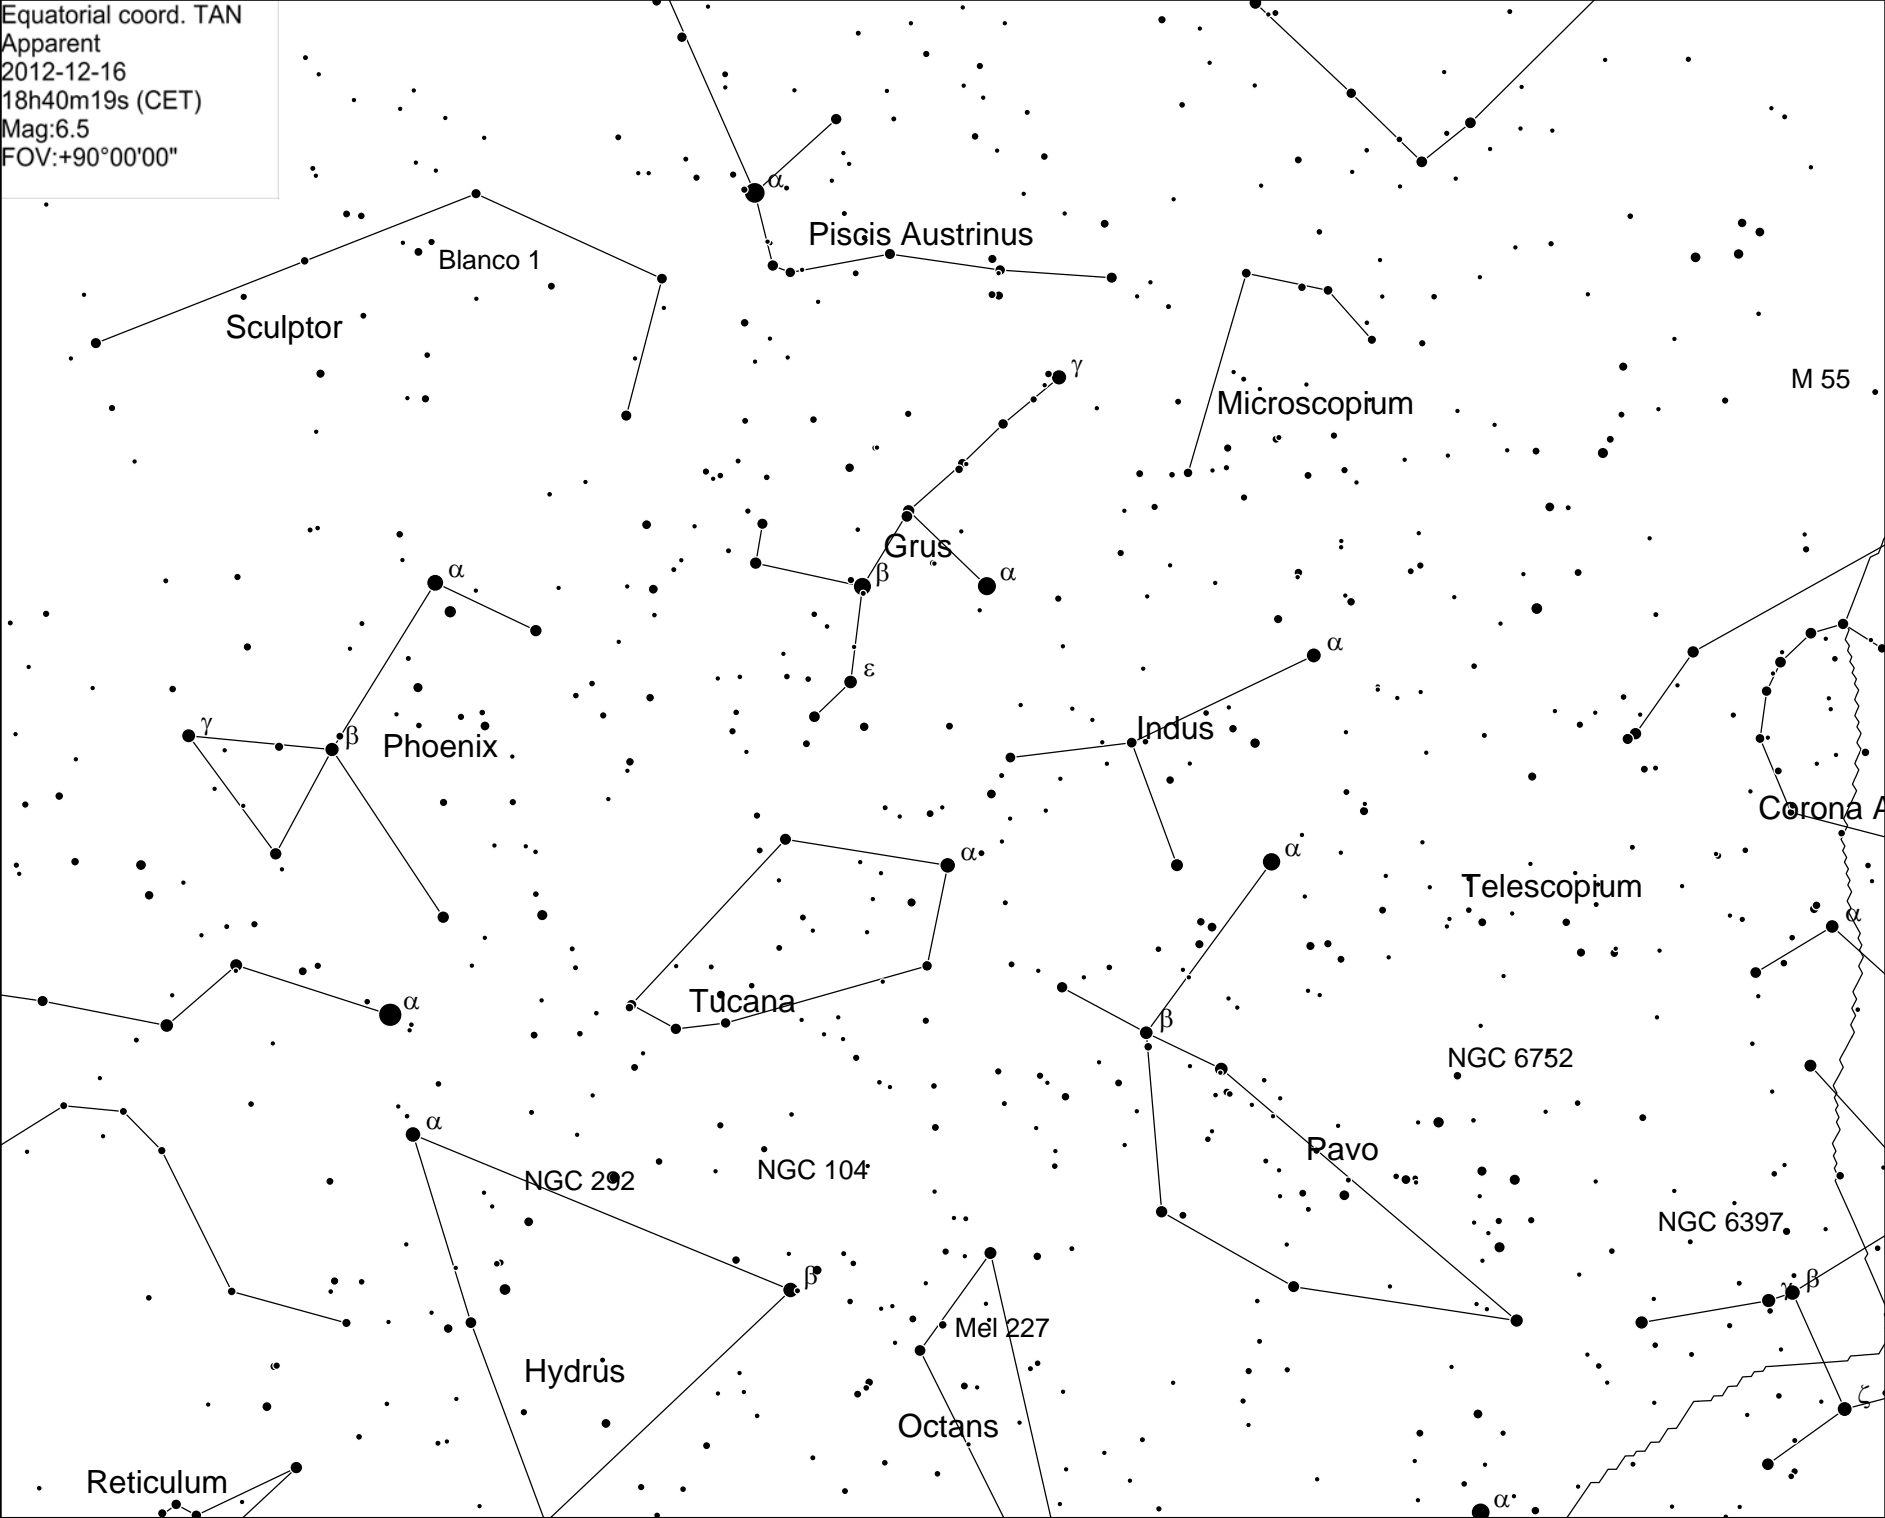 Equatorial coord. TAN
Apparent
2012-12-16
18h40m19s (CET)
Mag:6.5
FOV:+90°00'00"
α
Piscis Austrinus
Blanco 1
Sculptor
γ
M 55
Microscopium
Grus
α
β
α
α
ε
γ
β
Phoenix
Indus
Corona A
α
α
Telescopium
α
α
Tucana
β
NGC 6752
α
Pavo
NGC 292
NGC 104
NGC 6397
β
γ
β
Mel 227
Hydrus
ζ
Octans
Reticulum
α